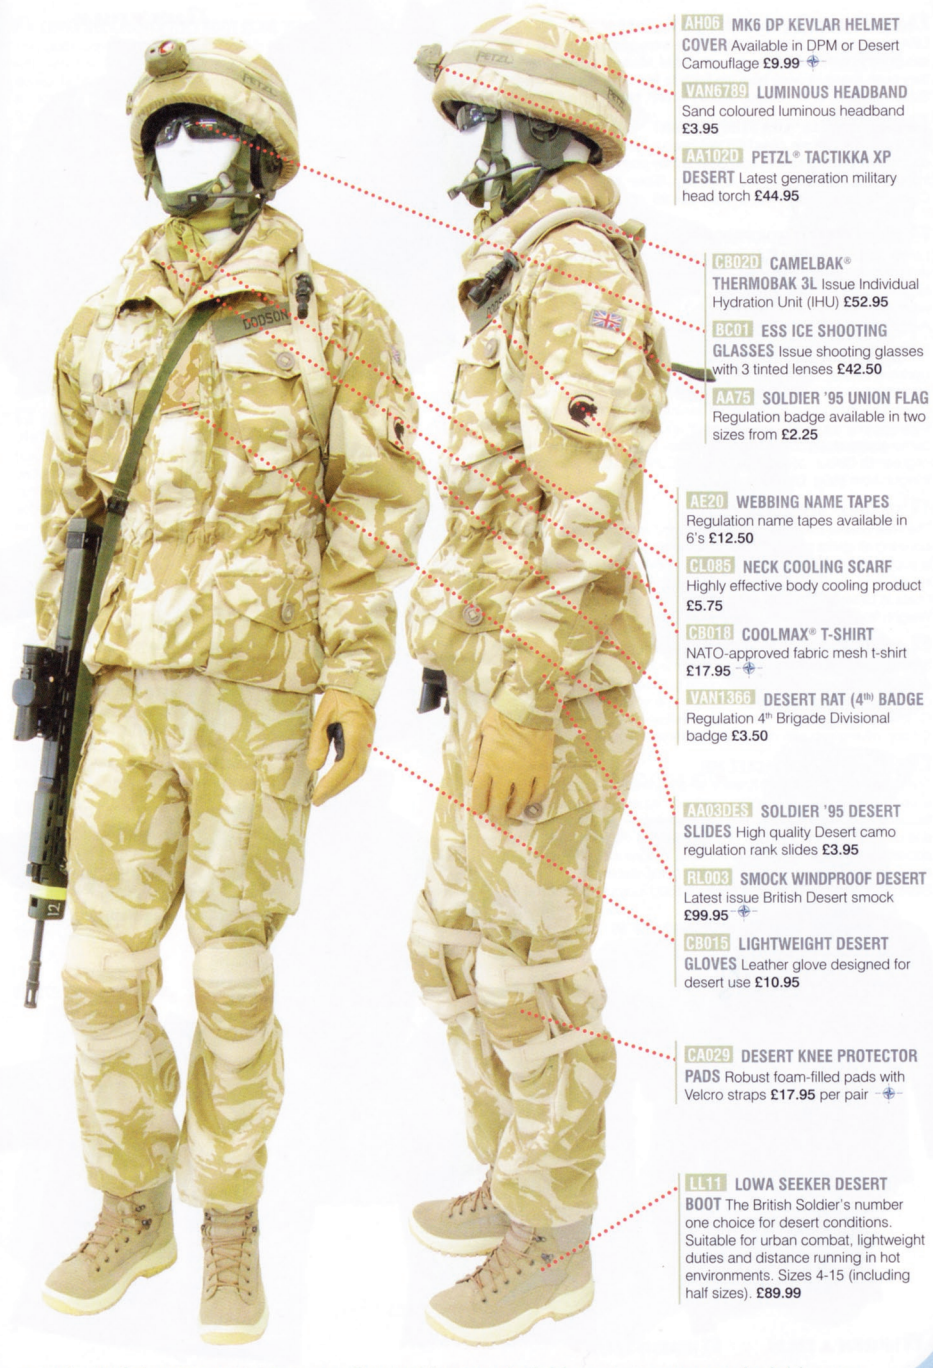 AH06 MK6 DP KEVLAR HELMET
COVER Available in DPM or Desert
Camouflage £9.99
VAN6789 LUMINOUS HEADBAND
Sand coloured luminous headband
£3.95
AA102D PETZL® TACTIKKA XP
DESERT Latest generation military
head torch £44.95
CB02D CAMELBAK®
THERMOBAK 3L Issue Individual
Hydration Unit (IHU) £52.95
BC01 ESS ICE SHOOTING
GLASSES Issue shooting glasses
with 3 tinted lenses £42.50
AA75 SOLDIER '95 UNION FLAG
Regulation badge available in two
sizes from £2.25
AE20 WEBBING NAME TAPES
Regulation name tapes available in
6's £12.50
CL085 NECK COOLING SCARF
Highly effective body cooling product
£5.75
CB018 COOLMAX® T-SHIRT
NATO-approved fabric mesh t-shirt
£17.95
VAN1366 DESERT RAT (4th) BADGE
Regulation 4th Brigade Divisional
badge £3.50
AA03DES SOLDIER '95 DESERT
SLIDES High quality Desert camo
regulation rank slides £3.95
RL003 SMOCK WINDPROOF DESERT
Latest issue British Desert smock
£99.95
CB015 LIGHTWEIGHT DESERT
GLOVES Leather glove designed for
desert use £10.95
CA029 DESERT KNEE PROTECTOR
PADS Robust foam-filled pads with
Velcro straps £17.95 per pair
LL11 LOWA SEEKER DESERT
BOOT The British Soldier's number
one choice for desert conditions.
Suitable for urban combat, lightweight
duties and distance running in hot
environments. Sizes 4-15 (including
half sizes). £89.99
PETZL
PETZL
PETZL
DODSON
12